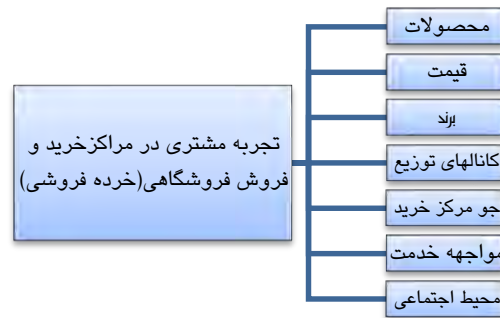 تجربه مشتری در مراکزخرید و
فروش فروشگاهی(خرده فروشی)
محصولات
قیمت
برند
کانالهای توزیع
جو مرکز خرید
مواجهه خدمت
محیط اجتماعی